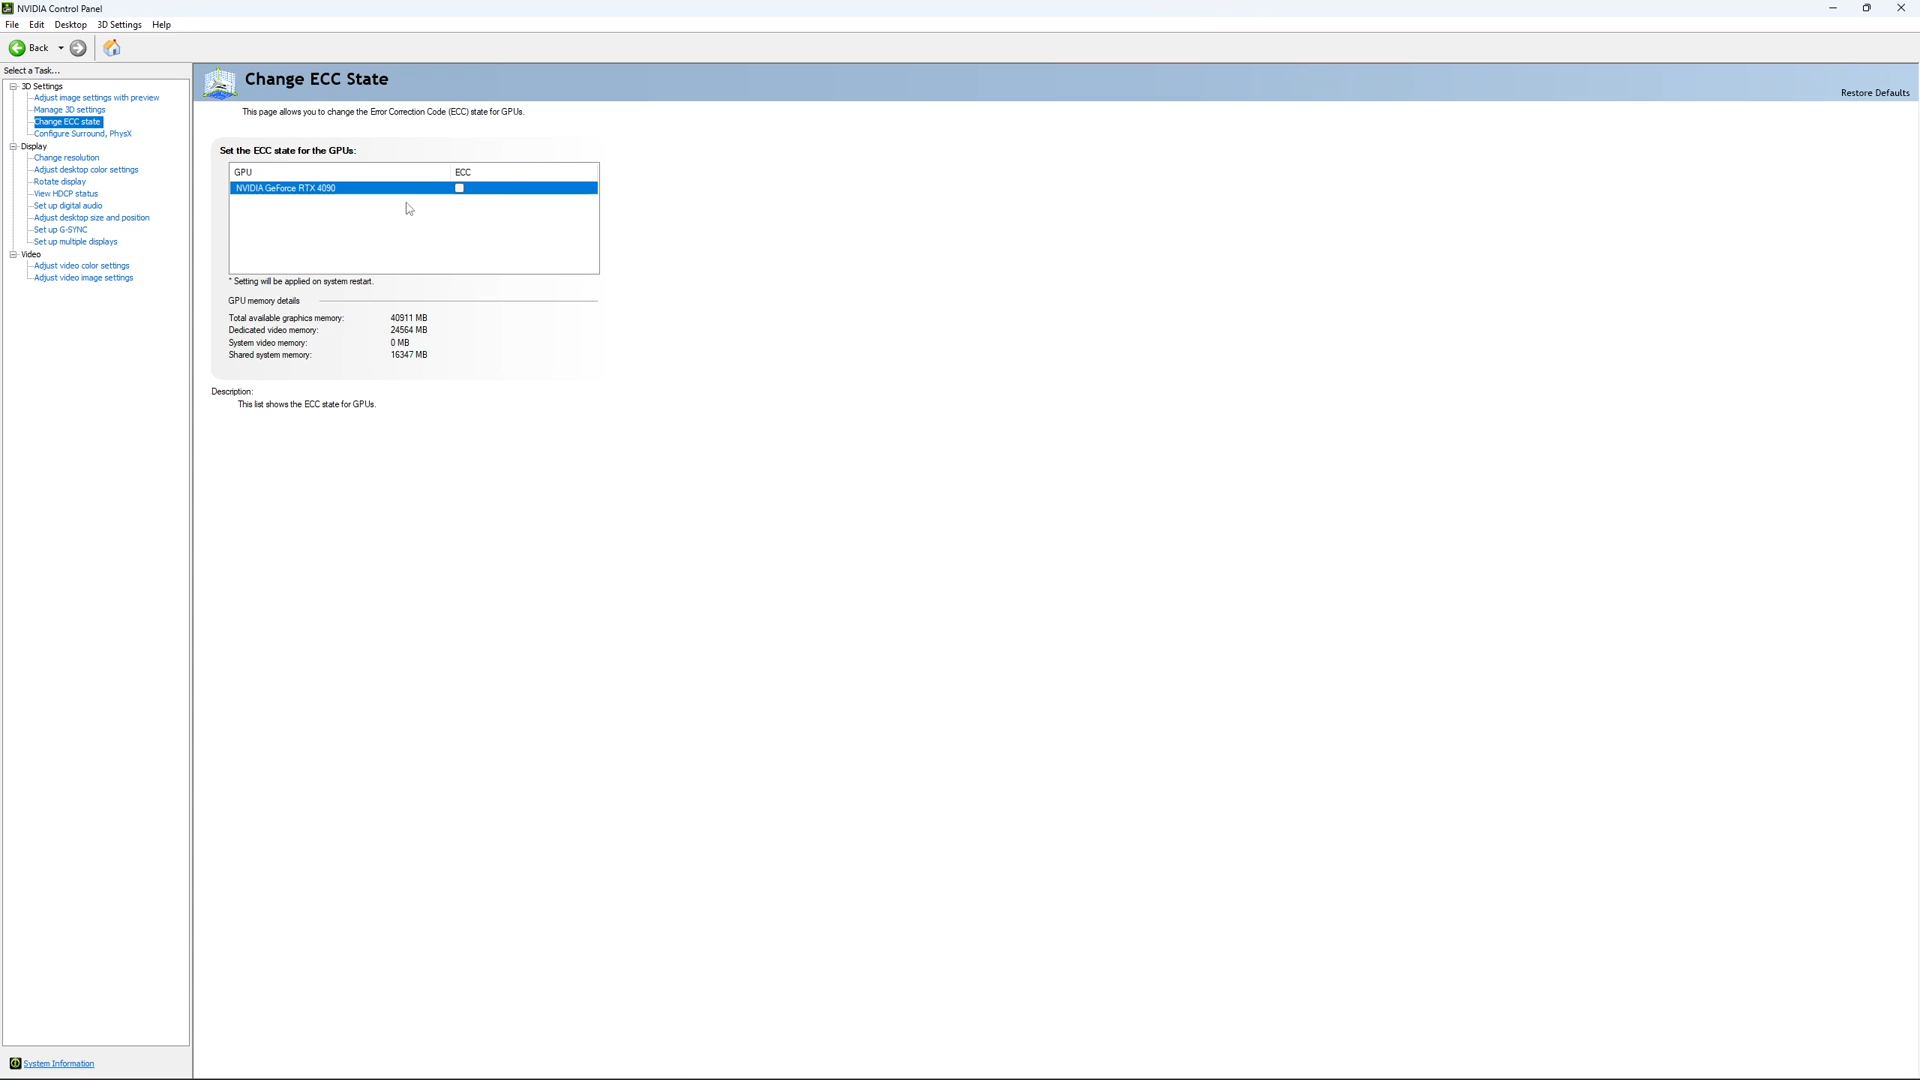 NVIDIA Control Panel
File Edit Desktop 3D Settings Help
Back
Select a Task...
3D Settings
Adjust image settings with preview
Manage 3D settings
Change ECC state
Configure Surround, PhysX
Display
Change resolution
Adjust desktop color settings
Rotate display
View HDCP status
Set up digital audio
Adjust desktop size and position
Set up G-SYNC
Set up multiple displays
Video
Adjust video color settings
Adjust video image settings
System Information
Change ECC State
Restore Defaults
This page allows you to change the Error Correction Code (ECC) state for GPUs.
Set the ECC state for the GPUs:
GPU ECC
NVIDIA GeForce RTX 4090
* Setting will be applied on system restart.
GPU memory details
Total available graphics memory: 40911 MB
Dedicated video memory: 24564 MB
System video memory: 0 MB
Shared system memory: 16347 MB
Description:
This list shows the ECC state for GPUs.